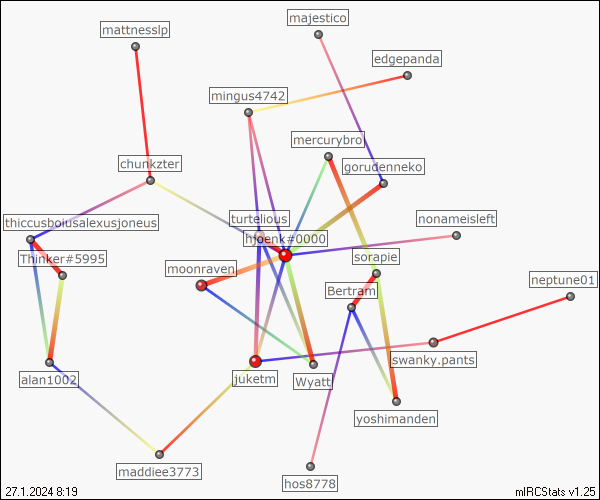 majestico
mattnesslp
edgepanda
mingus4742
mercurybro
chunkzter
gorudenneko
thiccusboiusalexusjoneus
turtelious
nonameisleft
hjoenk#0000
Thinker#5995
sorapie
moonraven
neptune01
Bertram
swanky.pants
alan1002
juketm
Wyatt
yoshimanden
maddiee3773
hos8778
27.1.2024 8:19
mIRCStats v1.25